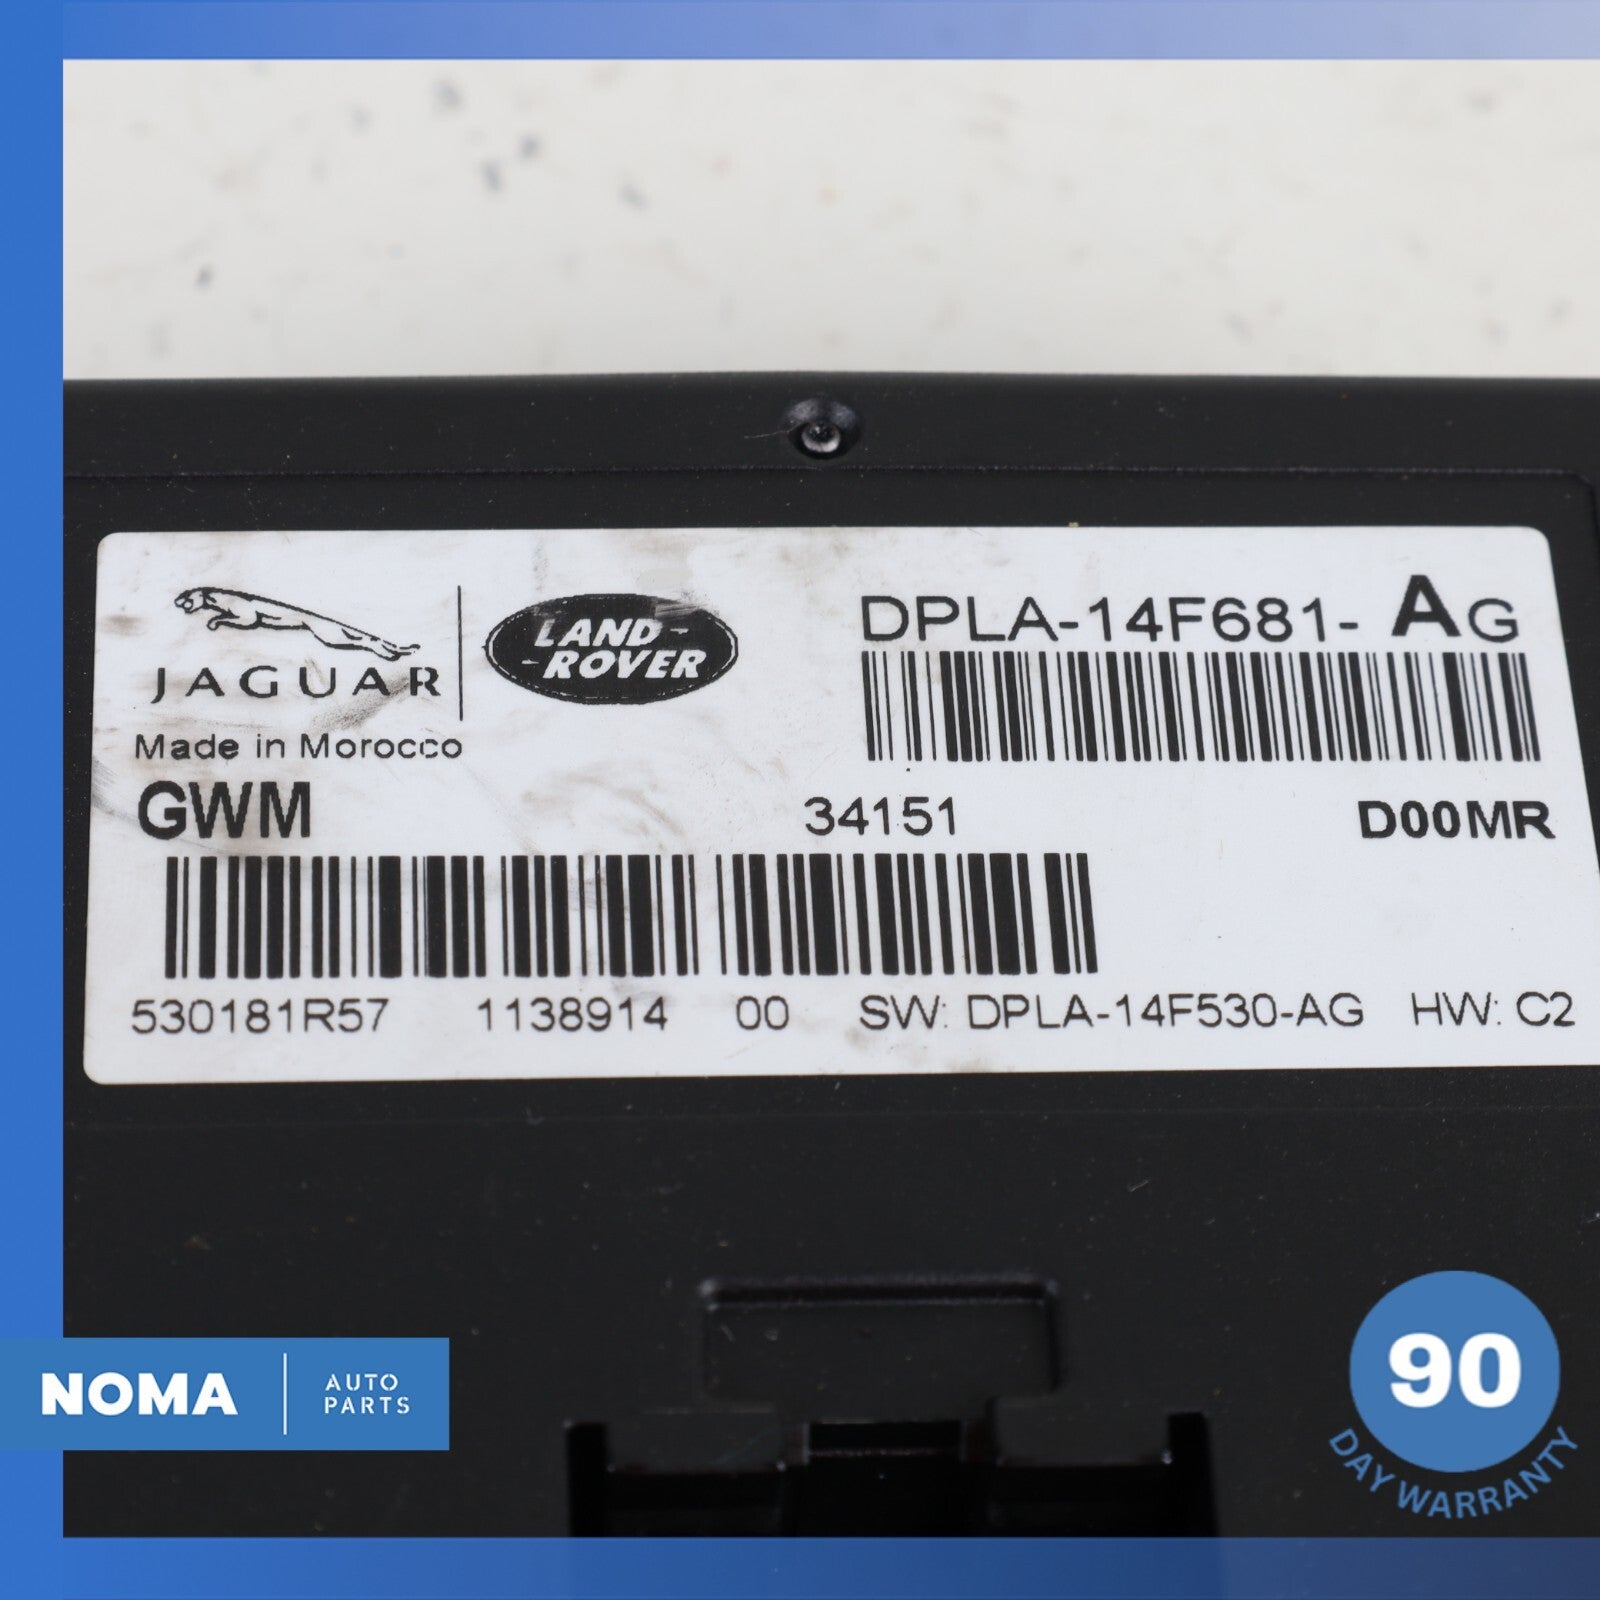 JAGUAR
LAND-
-ROVER
DPLA-14F681- AG
Made in Morocco
GWM
34151
D00MR
530181R57 1138914 00 SW: DPLA-14F530-AG HW: C2
NOMA
AUTO
PARTS
90
DAY WARRANTY